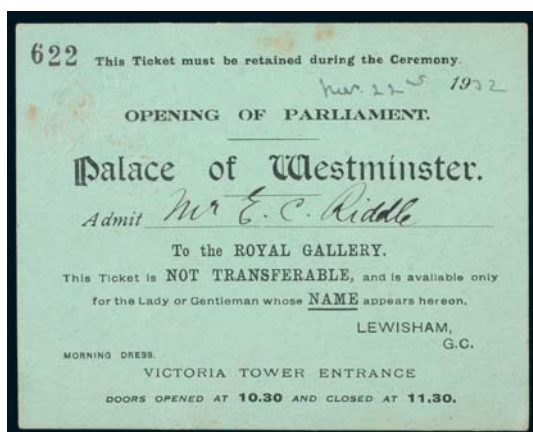 622 This Ticket must be retained during the Ceremony.
22nd 1932
OPENING OF PARLIAMENT.
Palace of Westminster.
Admit Mr E. C. Riddle
To the ROYAL GALLERY.
This Ticket is NOT TRANSFERABLE, and is available only
for the Lady or Gentleman whose NAME appears hereon.
LEWISHAM,
G.C.
MORNING DRESS.
VICTORIA TOWER ENTRANCE
DOORS OPENED AT 10.30 AND CLOSED AT 11.30.